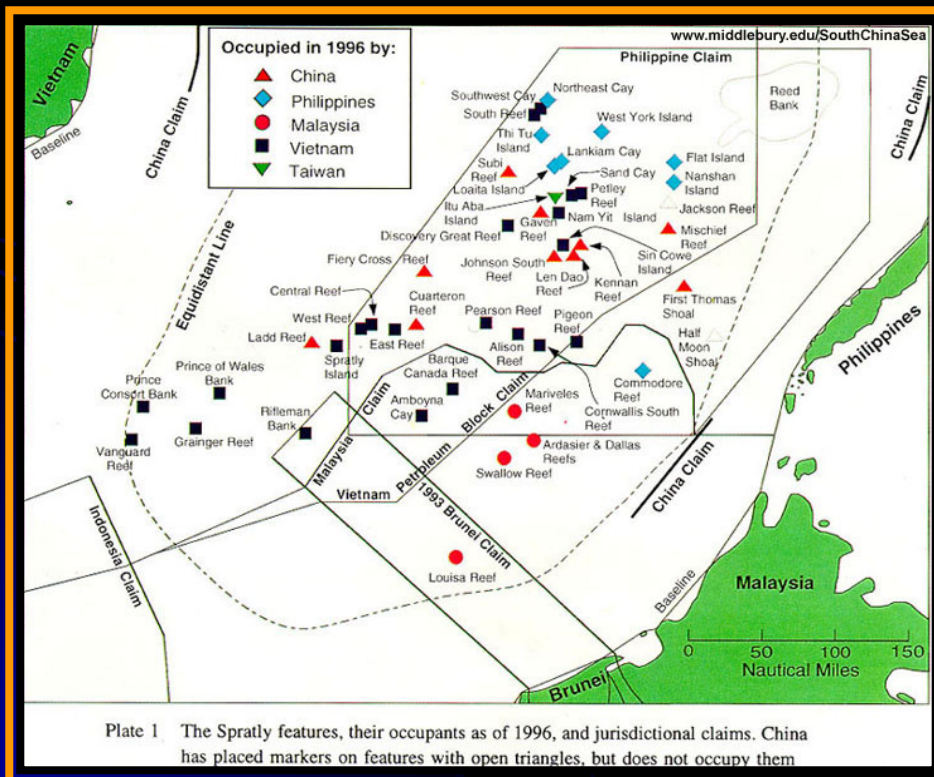 www.middlebury.edu/SouthChinaSea
Occupied in 1996 by:
China
Philippines
Malaysia
Vietnam
Taiwan
Vietnam
Baseline
China Claim
Equidistant Line
Philippine Claim
Reed
Bank
China Claim
Southwest Cay
Northeast Cay
South Reef
Thi Tu
Island
West York Island
Subi
Reef
Lankiam Cay
Loaita Island
Sand Cay
Flat Island
Nanshan
Island
Itu Aba
Island
Petley
Reef
Gaven
Reef
Nam Yit Island
Jackson Reef
Mischief
Reef
Discovery Great Reef
Sin Cowe
Island
Fiery Cross Reef
Johnson South
Reef
Len Dao
Reef
Kennan
Reef
First Thomas
Shoal
Central Reef
West Reef
Cuarteron
Reef
East Reef
Pearson Reef
Pigeon
Reef
Half
Moon
Shoal
Ladd Reef
Spratly
Island
Alison
Reef
Philippines
Barque
Canada Reef
Commodore
Reef
Prince of Wales
Bank
Prince
Consort Bank
Amboyna
Cay
Mariveles
Reef
Cornwallis South
Reef
Vanguard
Reef
Grainger Reef
Rifleman
Bank
Ardasier & Dallas
Reefs
Swallow Reef
Malaysia Claim
Vietnam Petrpleum Block Claim
1993 Brunei Claim
China Claim
Indonesia Claim
Louisa Reef
Baseline
Malaysia
Brunei
0 50 100 150
Nautical Miles
Plate 1 The Spratly features, their occupants as of 1996, and jurisdictional claims. China
has placed markers on features with open triangles, but does not occupy them